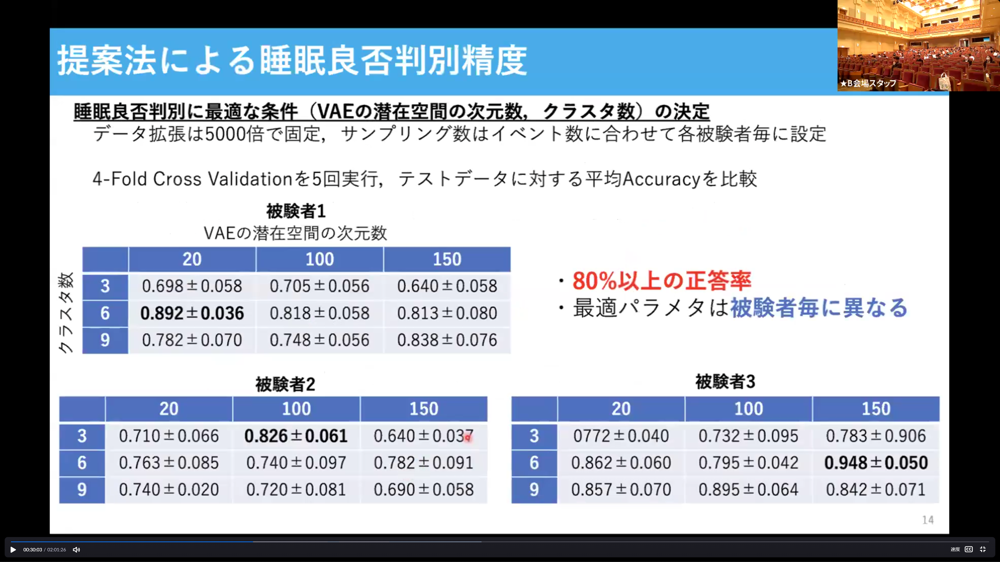 提案法による睡眠良否判別精度
★B会場スタッフ
睡眠良否判別に最適な条件（VAEの潜在空間の次元数，クラスタ数）の決定
データ拡張は5000倍で固定，サンプリング数はイベント数に合わせて各被験者毎に設定
4-Fold Cross Validationを5回実行，テストデータに対する平均Accuracyを比較
被験者1
VAEの潜在空間の次元数
クラスタ数
20 100 150
3 0.698±0.058 0.705±0.056 0.640±0.058
6 0.892±0.036 0.818±0.058 0.813±0.080
9 0.782±0.070 0.748±0.056 0.838±0.076
・80%以上の正答率
・最適パラメタは被験者毎に異なる
被験者2
20 100 150
3 0.710±0.066 0.826±0.061 0.640±0.037
6 0.763±0.085 0.740±0.097 0.782±0.091
9 0.740±0.020 0.720±0.081 0.690±0.058
被験者3
20 100 150
3 0772±0.040 0.732±0.095 0.783±0.906
6 0.862±0.060 0.795±0.042 0.948±0.050
9 0.857±0.070 0.895±0.064 0.842±0.071
14
00:30:03 / 02:01:26
速度 CC